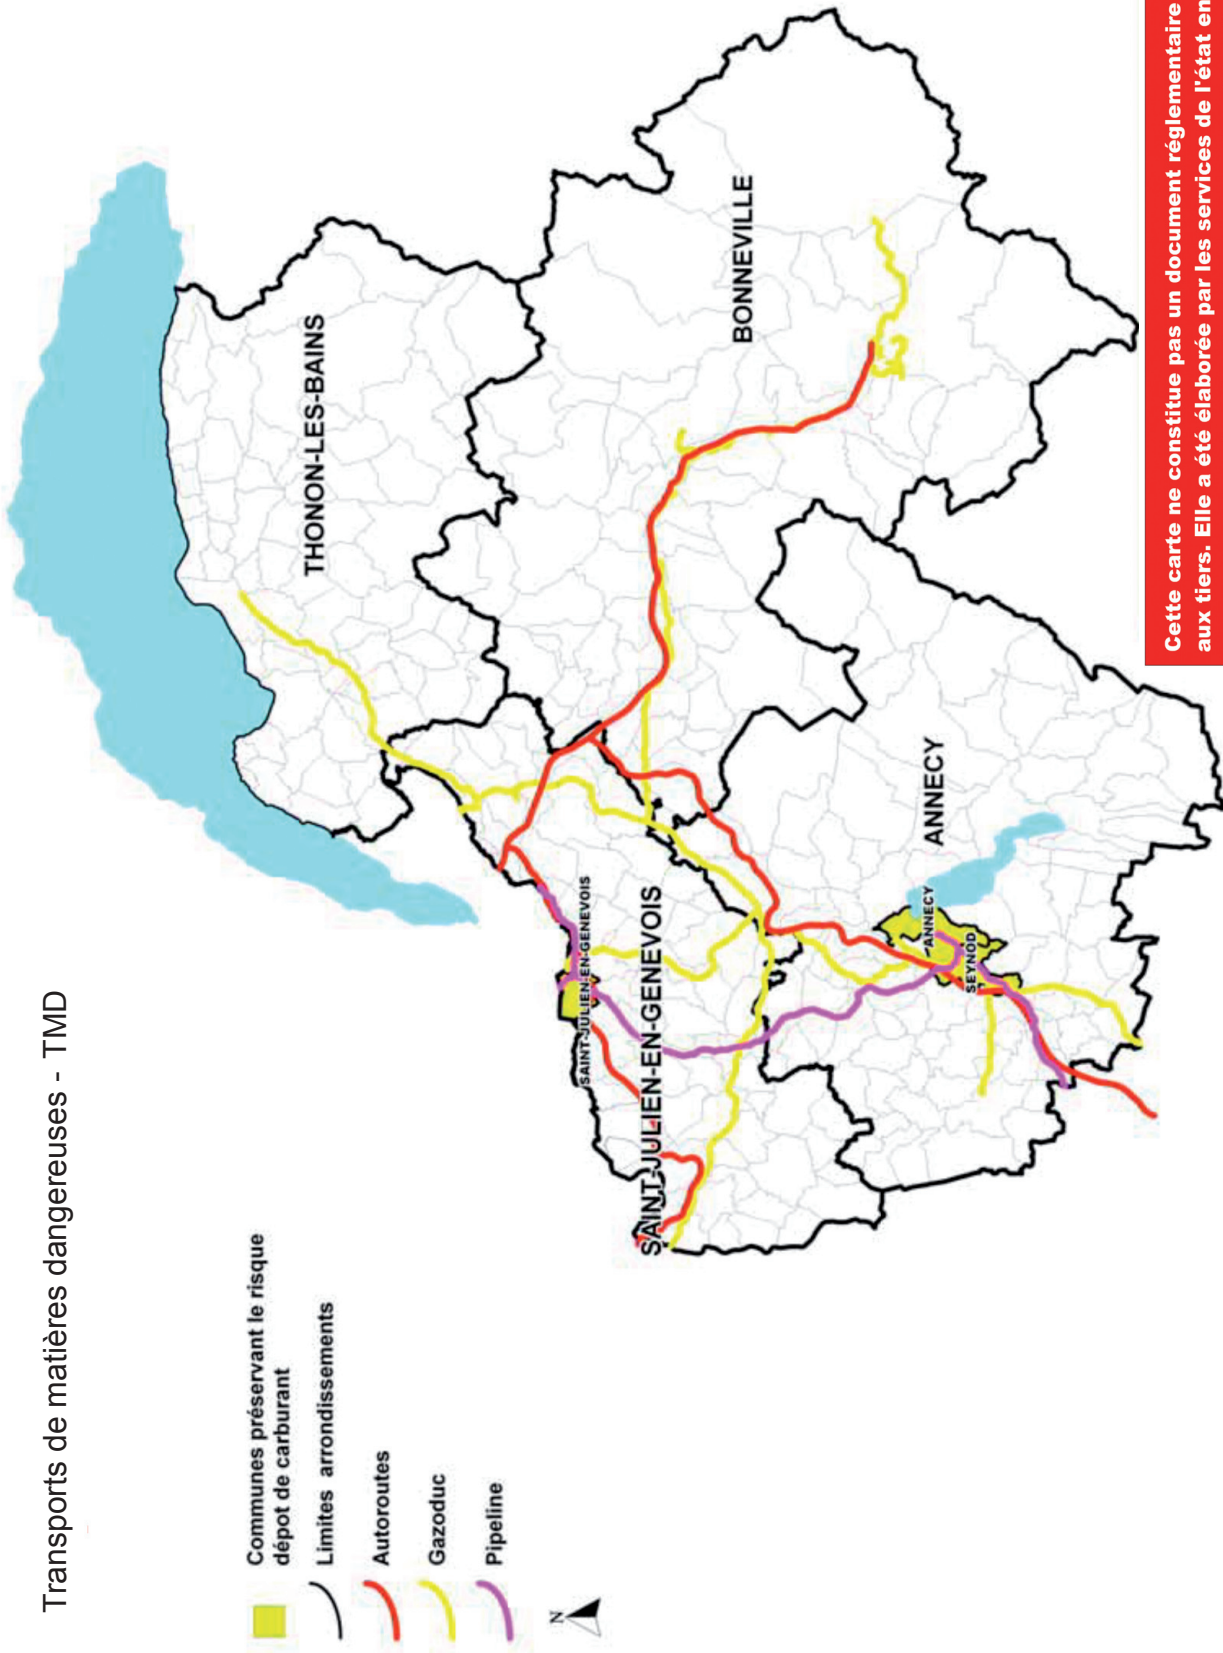 Transports de matières dangereuses - TMD
Communes préservant le risque
dépot de carburant
Limites arrondissements
Autoroutes
Gazoduc
Pipeline
N
THONON-LES-BAINS
BONNEVILLE
SAINT-JULIEN-EN-GENEVOIS
SAINT-JULIEN-EN-GENEVOIS
ANNECY
ANNECY
SEYNOD
Cette carte ne constitue pas un document réglementaire
aux tiers. Elle a été élaborée par les services de l'état en